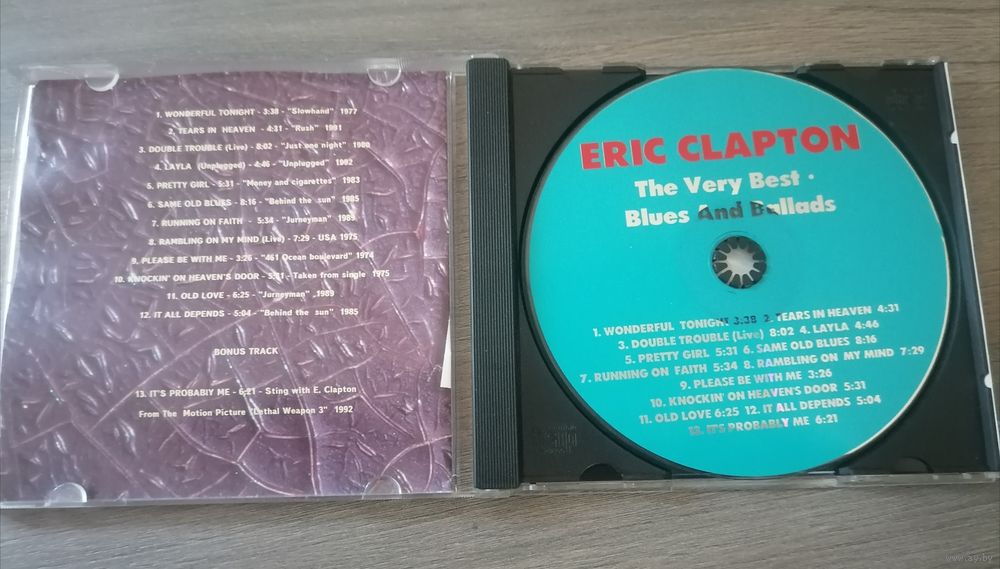 1. WONDERFUL TONIGHT - 3:38 - "Slowhand" 1977
2. TEARS IN HEAVEN - 4:31 - "Rush" 1991
3. DOUBLE TROUBLE (Live) - 8:02 - "Just one night" 1980
4. LAYLA (Unplugged) - 4:46 - "Unplugged" 1992
5. PRETTY GIRL - 5:31 - "Money and cigarettes" 1983
6. SAME OLD BLUES - 8:16 - "Behind the sun" 1985
7. RUNNING ON FAITH - 5:34 - "Jurneyman" 1989
8. RAMBLING ON MY MIND (Live) - 7:29 - USA 1975
9. PLEASE BE WITH ME - 3:26 - "461 Ocean boulevard" 1974
10. KNOCKIN' ON HEAVEN'S DOOR - 5:31 - Taken from single 1975
11. OLD LOVE - 6:25 - "Jurneyman" ,1989
12. IT ALL DEPENDS - 5:04 - "Behind the sun" 1985
BONUS TRACK
13. IT'S PROBABIY ME - 6:21 - Sting with E. Clapton
From The Motion Picture "Lethal Weapon 3" 1992
ERIC CLAPTON
The Very Best ·
Blues And Ballads
1. WONDERFUL TONIGHT 3:38 2. TEARS IN HEAVEN 4:31
3. DOUBLE TROUBLE (Live) 8:02 4. LAYLA 4:46
5. PRETTY GIRL 5:31 6. SAME OLD BLUES 8:16
7. RUNNING ON FAITH 5:34 8. RAMBLING ON MY MIND 7:29
9. PLEASE BE WITH ME 3:26
10. KNOCKIN' ON HEAVEN'S DOOR 5:31
11. OLD LOVE 6:25 12. IT ALL DEPENDS 5:04
13. IT'S PROBABLY ME 6:21
www.ay.by